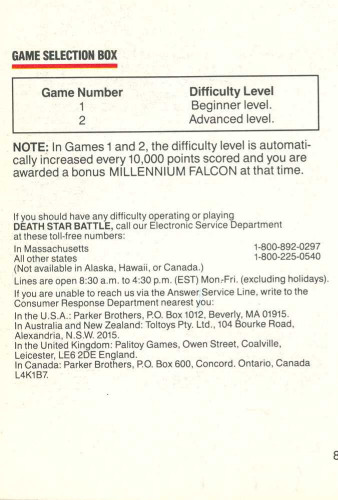 GAME SELECTION BOX
Game Number Difficulty Level
1 Beginner level.
2 Advanced level.
NOTE: In Games 1 and 2, the difficulty level is automati-
cally increased every 10,000 points scored and you are
awarded a bonus MILLENNIUM FALCON at that time.
If you should have any difficulty operating or playing
DEATH STAR BATTLE, call our Electronic Service Department
at these toll-free numbers:
In Massachusetts 1-800-892-0297
All other states 1-800-225-0540
(Not available in Alaska, Hawaii, or Canada.)
Lines are open 8:30 a.m. to 4:30 p.m. (EST) Mon.-Fri. (excluding holidays).
If you are unable to reach us via the Answer Service Line, write to the
Consumer Response Department nearest you:
In the U.S.A.: Parker Brothers, P.O. Box 1012, Beverly, MA 01915.
In Australia and New Zealand: Toltoys Pty. Ltd., 104 Bourke Road,
Alexandria, N.S.W. 2015.
In the United Kingdom: Palitoy Games, Owen Street, Coalville,
Leicester, LE6 2DE England.
In Canada: Parker Brothers, P.O. Box 600, Concord. Ontario, Canada
L4K1B7.
8